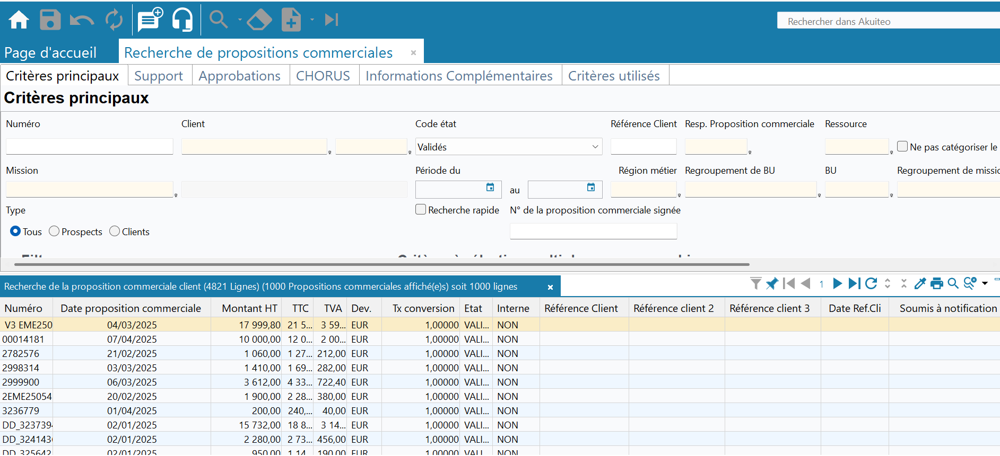 Rechercher dans Akuiteo
Page d'accueil
Recherche de propositions commerciales
Critères principaux Support Approbations CHORUS Informations Complémentaires Critères utilisés
Critères principaux
Numéro Client Code état Référence Client Resp. Proposition commerciale Ressource
Validés Ne pas catégoriser le
Mission Période du Région métier Regroupement de BU BU Regroupement de missio
au
Type Recherche rapide N° de la proposition commerciale signée
Tous Prospects Clients
Recherche de la proposition commerciale client (4821 Lignes) (1000 Propositions commerciales affiché(e)s) soit 1000 lignes
1
Numéro Date proposition commerciale Montant HT TTC TVA Dev. Tx conversion Etat Interne Référence Client Référence client 2 Référence client 3 Date Ref.Cli Soumis à notification
V3 EME250 04/03/2025 17 999,80 21 5... 3 59... EUR 1,00000 VALI... NON
00014181 07/04/2025 10 000,00 12 0... 2 00... EUR 1,00000 VALI... NON
2782576 21/02/2025 1 060,00 1 27... 212,00 EUR 1,00000 VALI... NON
2998314 03/03/2025 1 410,00 1 69... 282,00 EUR 1,00000 VALI... NON
2999900 06/03/2025 3 612,00 4 33... 722,40 EUR 1,00000 VALI... NON
2EME25054 20/02/2025 1 900,00 2 28... 380,00 EUR 1,00000 VALI... NON
3236779 01/04/2025 200,00 240,... 40,00 EUR 1,00000 VALI... NON
DD_3237394 02/01/2025 15 732,00 18 8... 3 14... EUR 1,00000 VALI... NON
DD_3241436 02/01/2025 2 280,00 2 73... 456,00 EUR 1,00000 VALI... NON
DD_325642 02/01/2025 950,00 1 14... 190,00 EUR 1,00000 VALI... NON